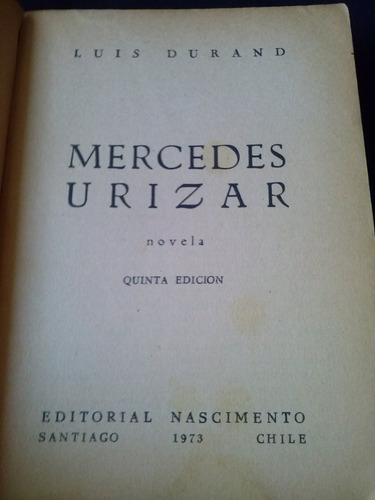 LUIS DURAND
MERCEDES
URIZAR
novela
QUINTA EDICION
EDITORIAL NASCIMENTO
SANTIAGO 1973 CHILE